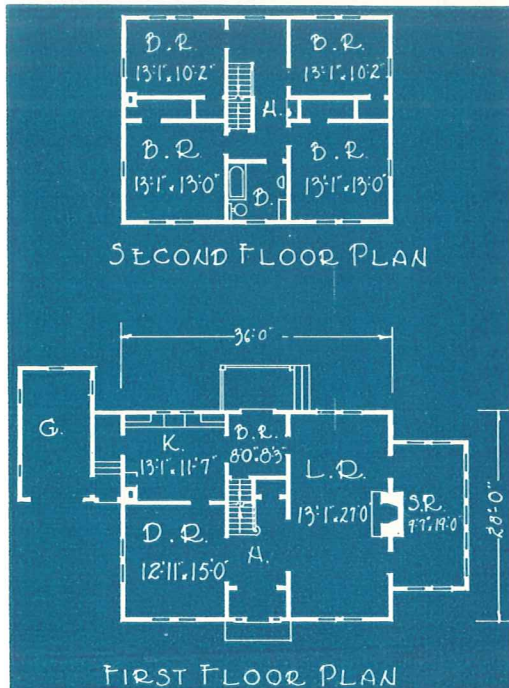 B.R.
13'-1" x 10'-2"
B.R.
13'-1" x 10'-2"
H.
B.R.
13'-1" x 13'-0"
B.R.
13'-1" x 13'-0"
B.
SECOND FLOOR PLAN
36'-0"
G.
K.
13'-1" x 11'-7"
B.R.
8'-0" x 8'-3"
L.R.
13'-1" x 27'-0"
S.R.
9'-7" x 19'-0"
28'-0"
D.R.
12'-11" x 15'-0"
H.
FIRST FLOOR PLAN